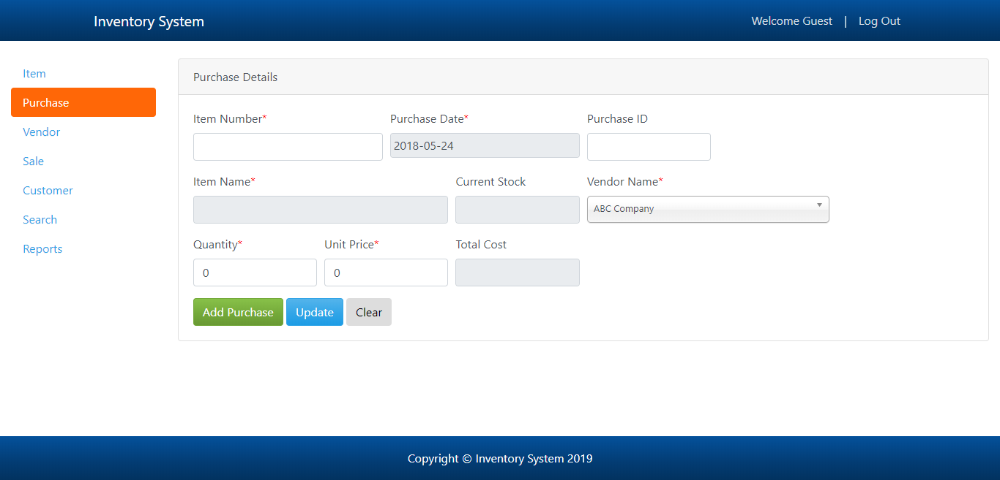 Inventory System
Welcome Guest | Log Out
Item
Purchase
Vendor
Sale
Customer
Search
Reports
Purchase Details
Item Number* Purchase Date* Purchase ID
2018-05-24
Item Name* Current Stock Vendor Name*
ABC Company
Quantity* Unit Price* Total Cost
0 0
Add Purchase Update Clear
Copyright © Inventory System 2019